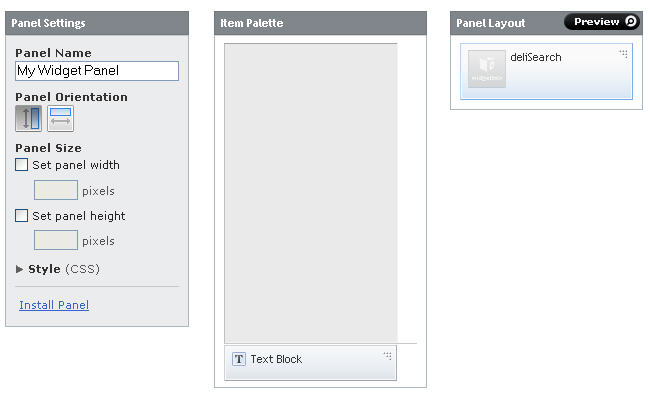 Panel Settings
Panel Name
My Widget Panel
Panel Orientation
Panel Size
Set panel width
pixels
Set panel height
pixels
Style (CSS)
Install Panel
Item Palette
T Text Block
Panel Layout
Preview
deliSearch